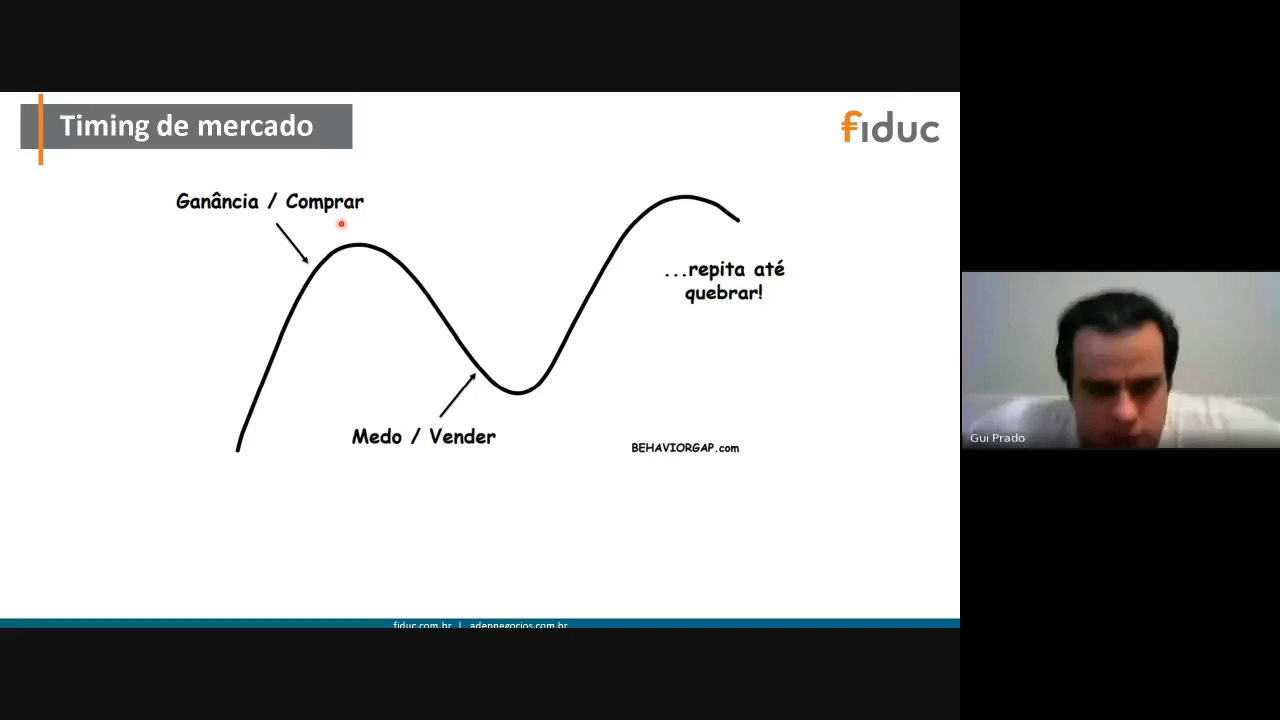 Timing de mercado
fiduc
Ganância / Comprar
...repita até
quebrar!
Medo / Vender
BEHAVIORGAP.com
Gui Prado
fiduc.com.br | adennegocios.com.br